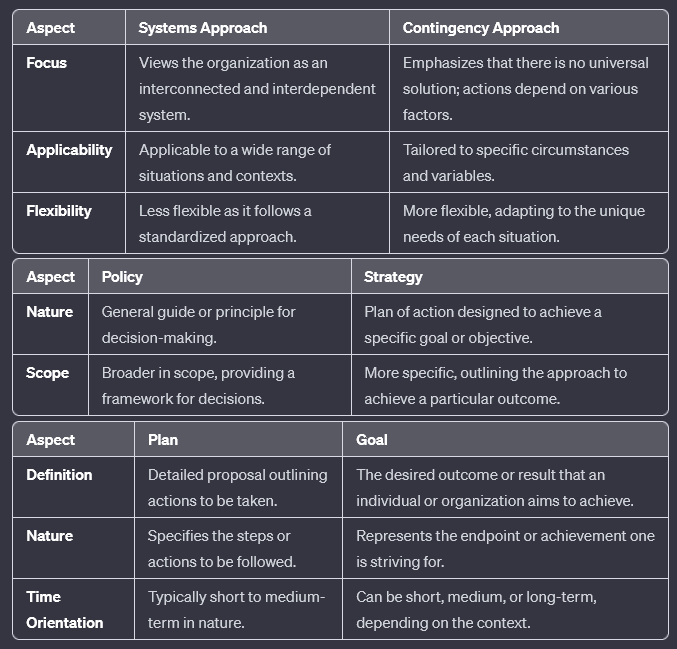 Aspect Systems Approach Contingency Approach
Focus Views the organization as an Emphasizes that there is no universal
interconnected and interdependent solution; actions depend on various
system. factors.
Applicability Applicable to a wide range of Tailored to specific circumstances
situations and contexts. and variables.
Flexibility Less flexible as it follows a More flexible, adapting to the unique
standardized approach. needs of each situation.
Aspect Policy Strategy
Nature General guide or principle for Plan of action designed to achieve a
decision-making. specific goal or objective.
Scope Broader in scope, providing a More specific, outlining the approach to
framework for decisions. achieve a particular outcome.
Aspect Plan Goal
Definition Detailed proposal outlining The desired outcome or result that an
actions to be taken. individual or organization aims to achieve.
Nature Specifies the steps or Represents the endpoint or achievement one
actions to be followed. is striving for.
Time Typically short to medium- Can be short, medium, or long-term,
Orientation term in nature. depending on the context.